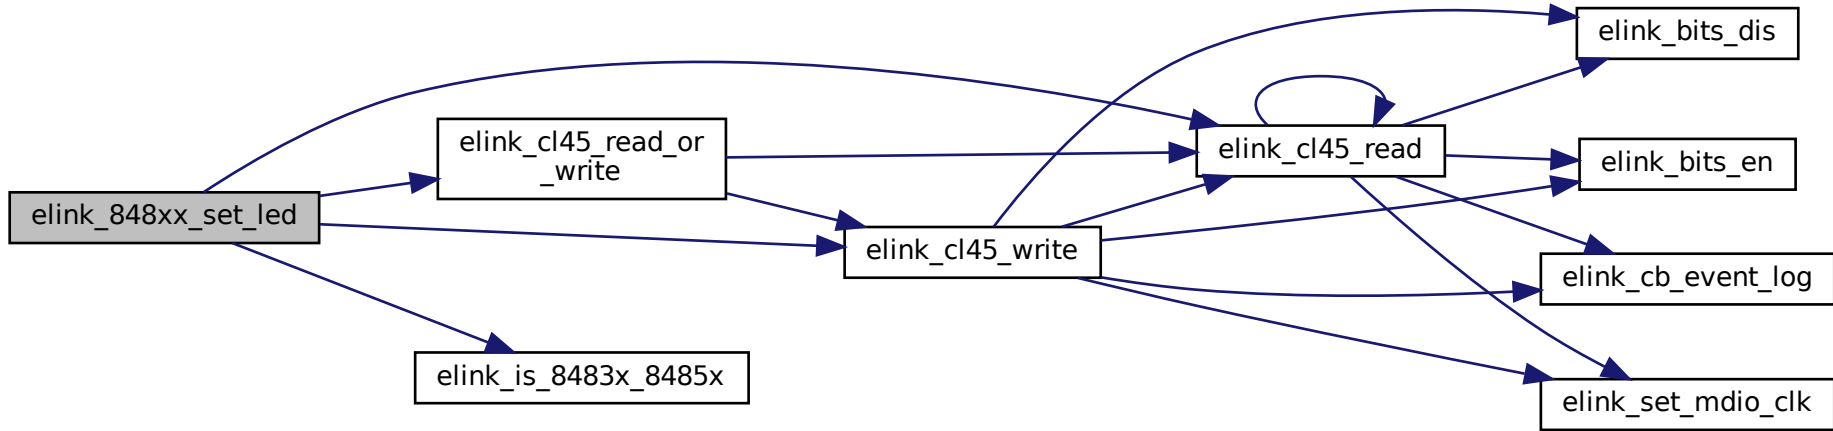 elink_848xx_set_led
elink_cl45_read_or
_write
elink_is_8483x_8485x
elink_cl45_write
elink_cl45_read
elink_bits_dis
elink_bits_en
elink_cb_event_log
elink_set_mdio_clk